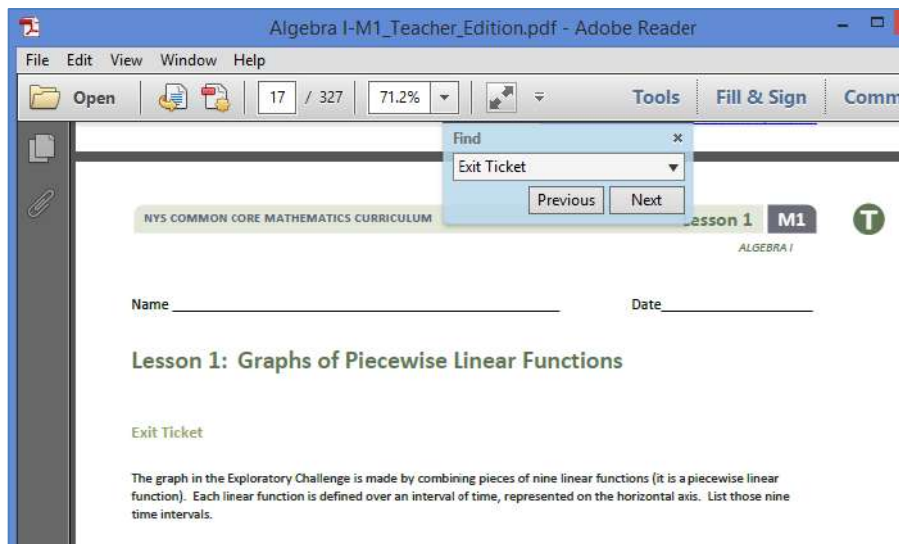 Algebra I-M1_Teacher_Edition.pdf - Adobe Reader
File Edit View Window Help
Open 17 / 327 71.2% Tools Fill & Sign Comm
Find
Exit Ticket
Previous Next
NYS COMMON CORE MATHEMATICS CURRICULUM Lesson 1 M1 T
ALGEBRA I
Name Date
Lesson 1: Graphs of Piecewise Linear Functions
Exit Ticket
The graph in the Exploratory Challenge is made by combining pieces of nine linear functions (it is a piecewise linear
function). Each linear function is defined over an interval of time, represented on the horizontal axis. List those nine
time intervals.